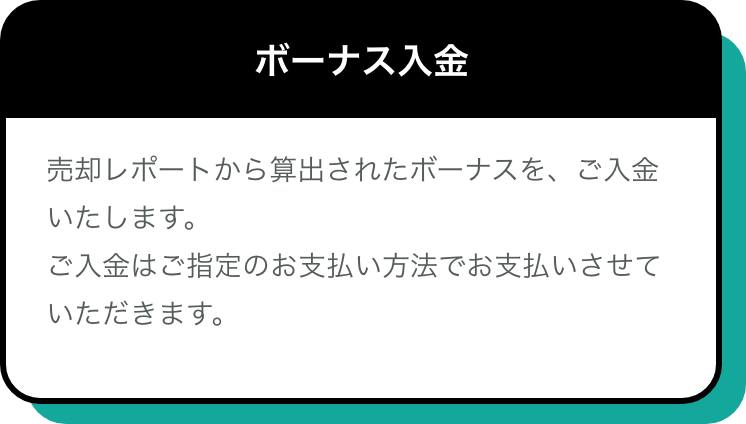 ボーナス入金
売却レポートから算出されたボーナスを、ご入金
いたします。
ご入金はご指定のお支払い方法でお支払いさせて
いただきます。